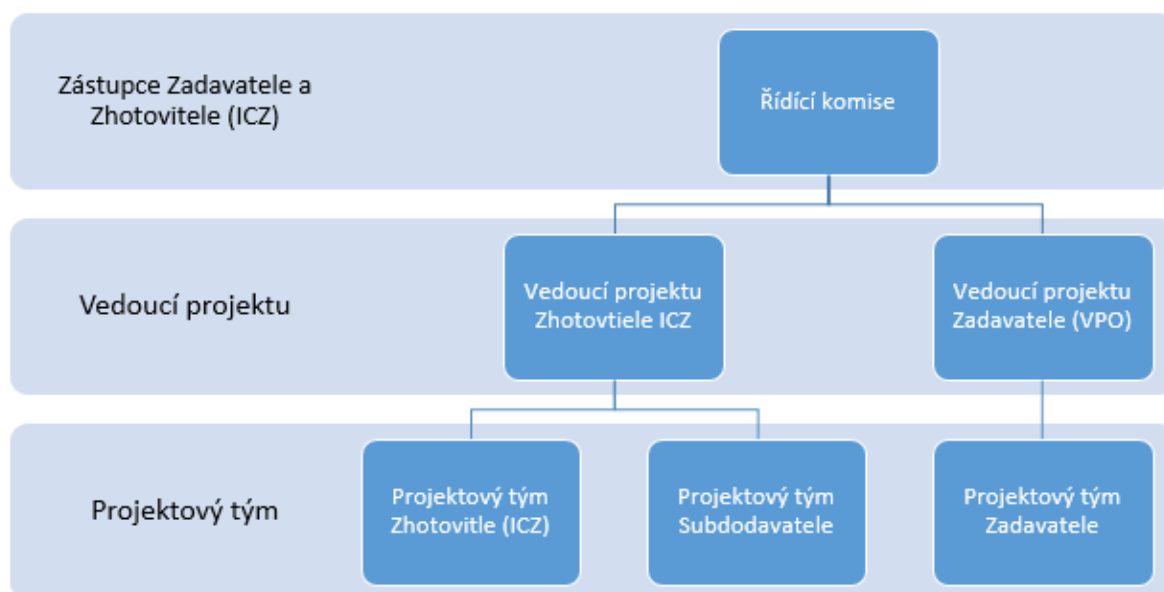 Zástupce Zadavatele a
Zhotovitele (ICZ)
Řídící komise
Vedoucí projektu
Vedoucí projektu
Zhotovtiele ICZ
Vedoucí projektu
Zadavatele (VPO)
Projektový tým
Projektový tým
Zhotovitle (ICZ)
Projektový tým
Subdodavatele
Projektový tým
Zadavatele